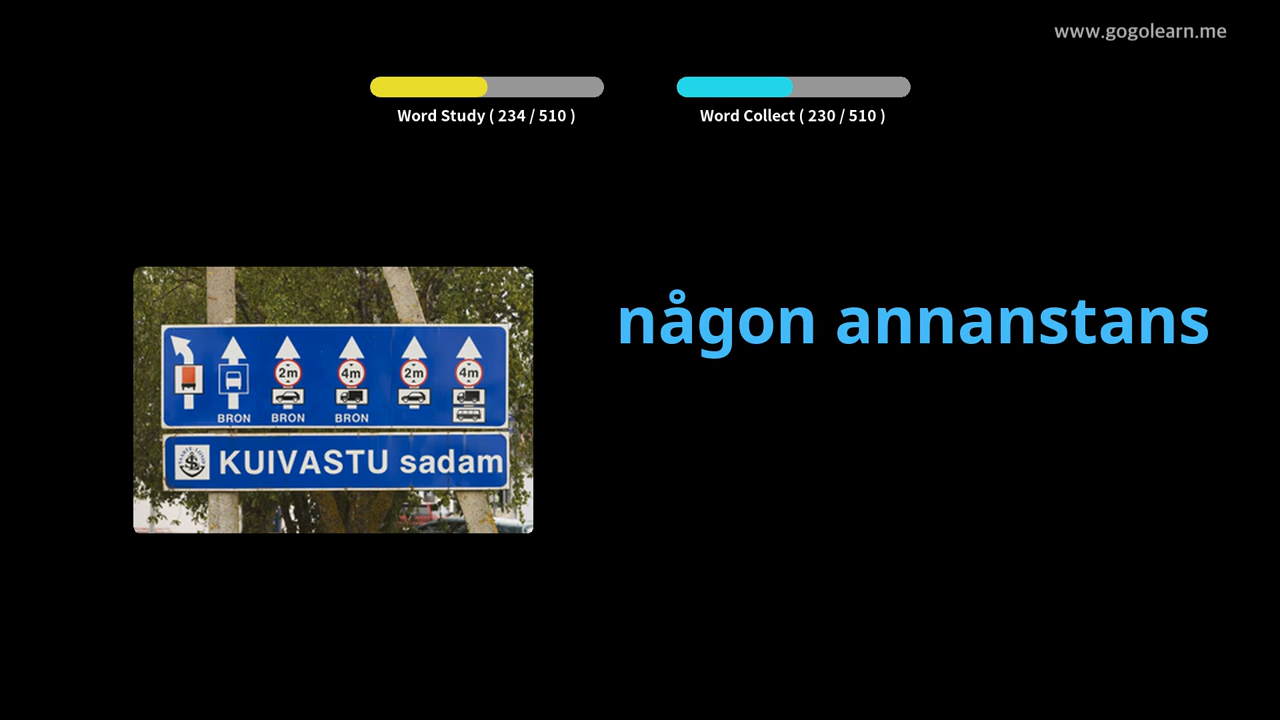 www.gogolearn.me
Word Study ( 234 / 510 )
Word Collect ( 230 / 510 )
någon annanstans
2m
4m
2m
4m
BRON
BRON
BRON
KUIVASTU sadam